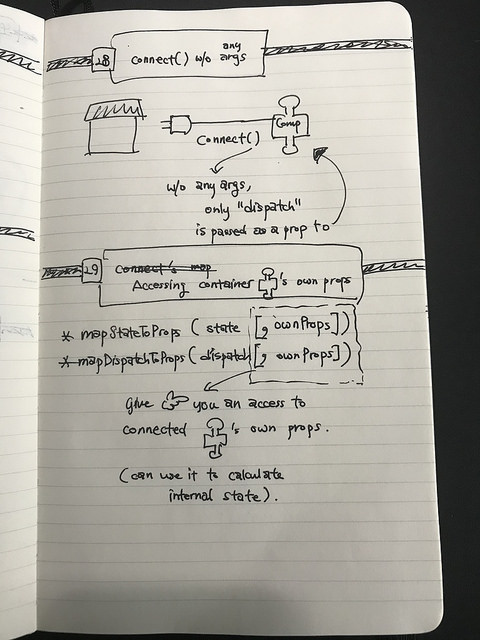 28
connect() w/o any args
Comp
connect()
w/o any args,
only "dispatch"
is passed as a prop to
29
connect's map
Accessing container 's own props
* mapStateToProps ( state [, ownProps])
* mapDispatchToProps ( dispatch [, ownProps])
Give you an access to
connected 's own props.
(can use it to calculate
internal state).